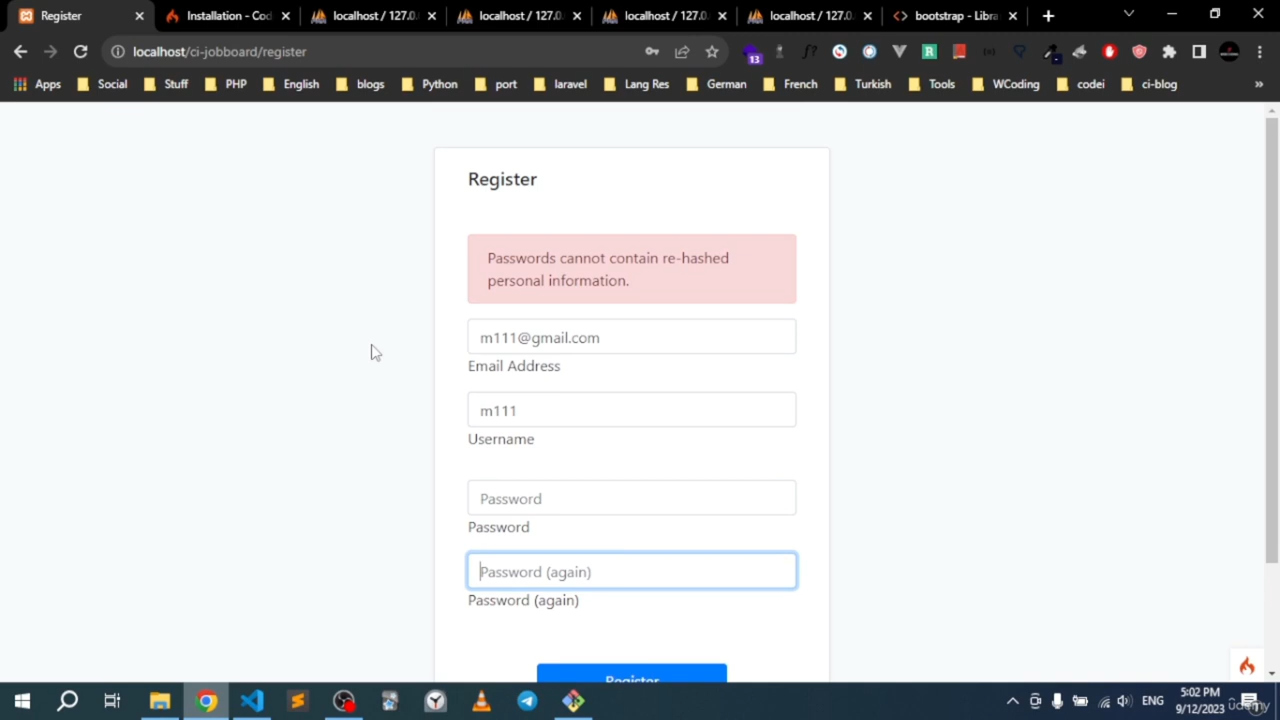 Register
Installation - Cod
localhost / 127.0.
localhost / 127.0.
localhost / 127.0.
localhost / 127.0.
bootstrap - Libra
localhost/ci-jobboard/register
13
Apps
Social
Stuff
PHP
English
blogs
Python
port
laravel
Lang Res
German
French
Turkish
Tools
WCoding
codei
ci-blog
Register
Passwords cannot contain re-hashed
personal information.
m111@gmail.com
Email Address
m111
Username
Password
Password
Password (again)
Password (again)
Register
ENG
5:02 PM
9/12/2023
udemy